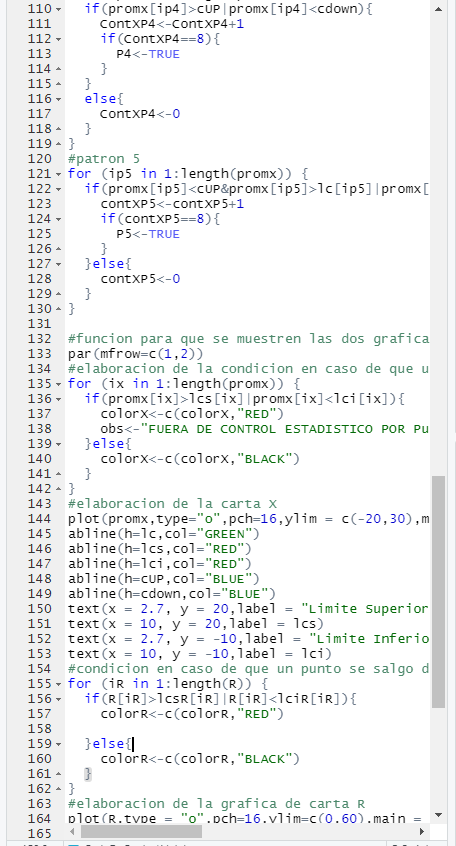 110 if(promx[ip4]>cUP|promx[ip4]<cdown){
111 ContXP4<-ContXP4+1
112 if(ContXP4==8){
113 P4<-TRUE
114 }
115 }
116 else{
117 ContXP4<-0
118 }
119 }
120 #patron 5
121 for (ip5 in 1:length(promx)) {
122 if(promx[ip5]<cUP&promx[ip5]>lc[ip5]|promx[
123 contXP5<-contXP5+1
124 if(contXP5==8){
125 P5<-TRUE
126 }
127 }else{
128 contXP5<-0
129 }
130 }
131
132 #funcion para que se muestren las dos grafica
133 par(mfrow=c(1,2))
134 #elaboracion de la condicion en caso de que u
135 for (ix in 1:length(promx)) {
136 if(promx[ix]>lcs[ix]|promx[ix]<lci[ix]){
137 colorX<-c(colorX,"RED")
138 obs<-"FUERA DE CONTROL ESTADISTICO POR Pu
139 }else{
140 colorX<-c(colorX,"BLACK")
141 }
142 }
143 #elaboracion de la carta X
144 plot(promx,type="o",pch=16,ylim = c(-20,30),m
145 abline(h=lc,col="GREEN")
146 abline(h=lcs,col="RED")
147 abline(h=lci,col="RED")
148 abline(h=cUP,col="BLUE")
149 abline(h=cdown,col="BLUE")
150 text(x = 2.7, y = 20,label = "Limite Superior
151 text(x = 10, y = 20,label = lcs)
152 text(x = 2.7, y = -10,label = "Limite Inferio
153 text(x = 10, y = -10,label = lci)
154 #condicion en caso de que un punto se salgo d
155 for (iR in 1:length(R)) {
156 if(R[iR]>lcsR[iR]|R[iR]<lciR[iR]){
157 colorR<-c(colorR,"RED")
158
159 }else{
160 colorR<-c(colorR,"BLACK")
161 }
162 }
163 #elaboracion de la grafica de carta R
164 plot(R,type = "o",pch=16,ylim=c(0,60),main =
165